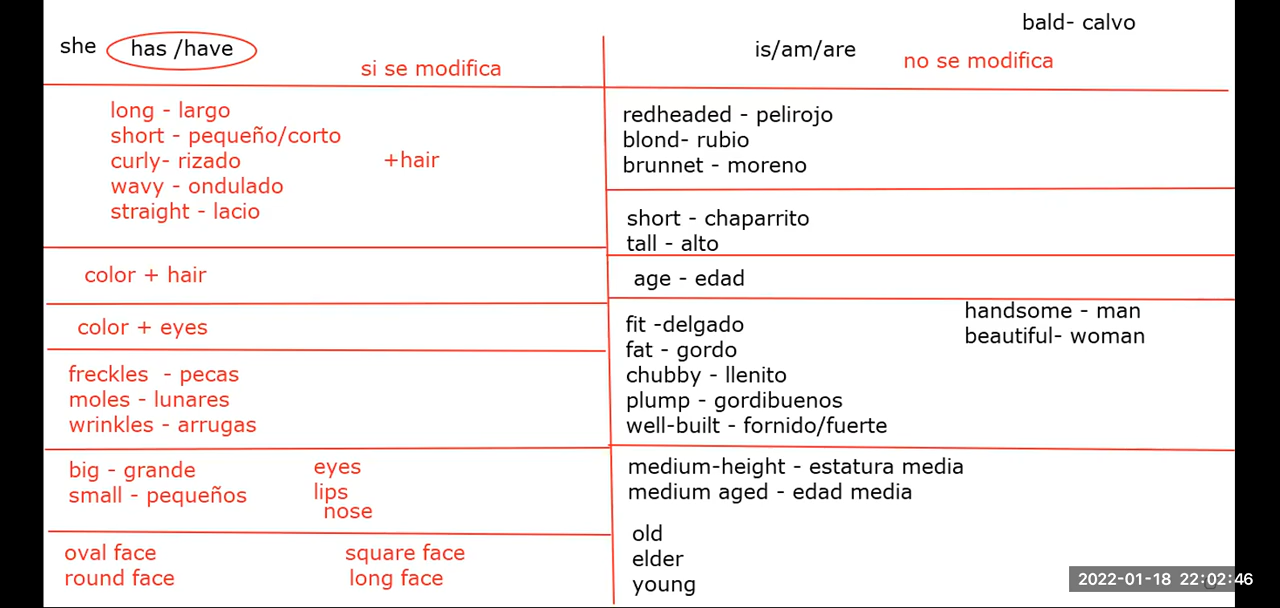 she has /have
si se modifica
long - largo
short - pequeño/corto
curly- rizado
+hair
wavy - ondulado
straight - lacio
color + hair
color + eyes
freckles - pecas
moles - lunares
wrinkles - arrugas
big - grande
small - pequeños
eyes
lips
nose
oval face
round face
square face
long face
bald- calvo
is/am/are
no se modifica
redheaded - pelirojo
blond- rubio
brunnet - moreno
short - chaparrito
tall - alto
age - edad
handsome - man
beautiful- woman
fit -delgado
fat - gordo
chubby - llenito
plump - gordibuenos
well-built - fornido/fuerte
medium-height - estatura media
medium aged - edad media
old
elder
young
2022-01-18 22:02:46